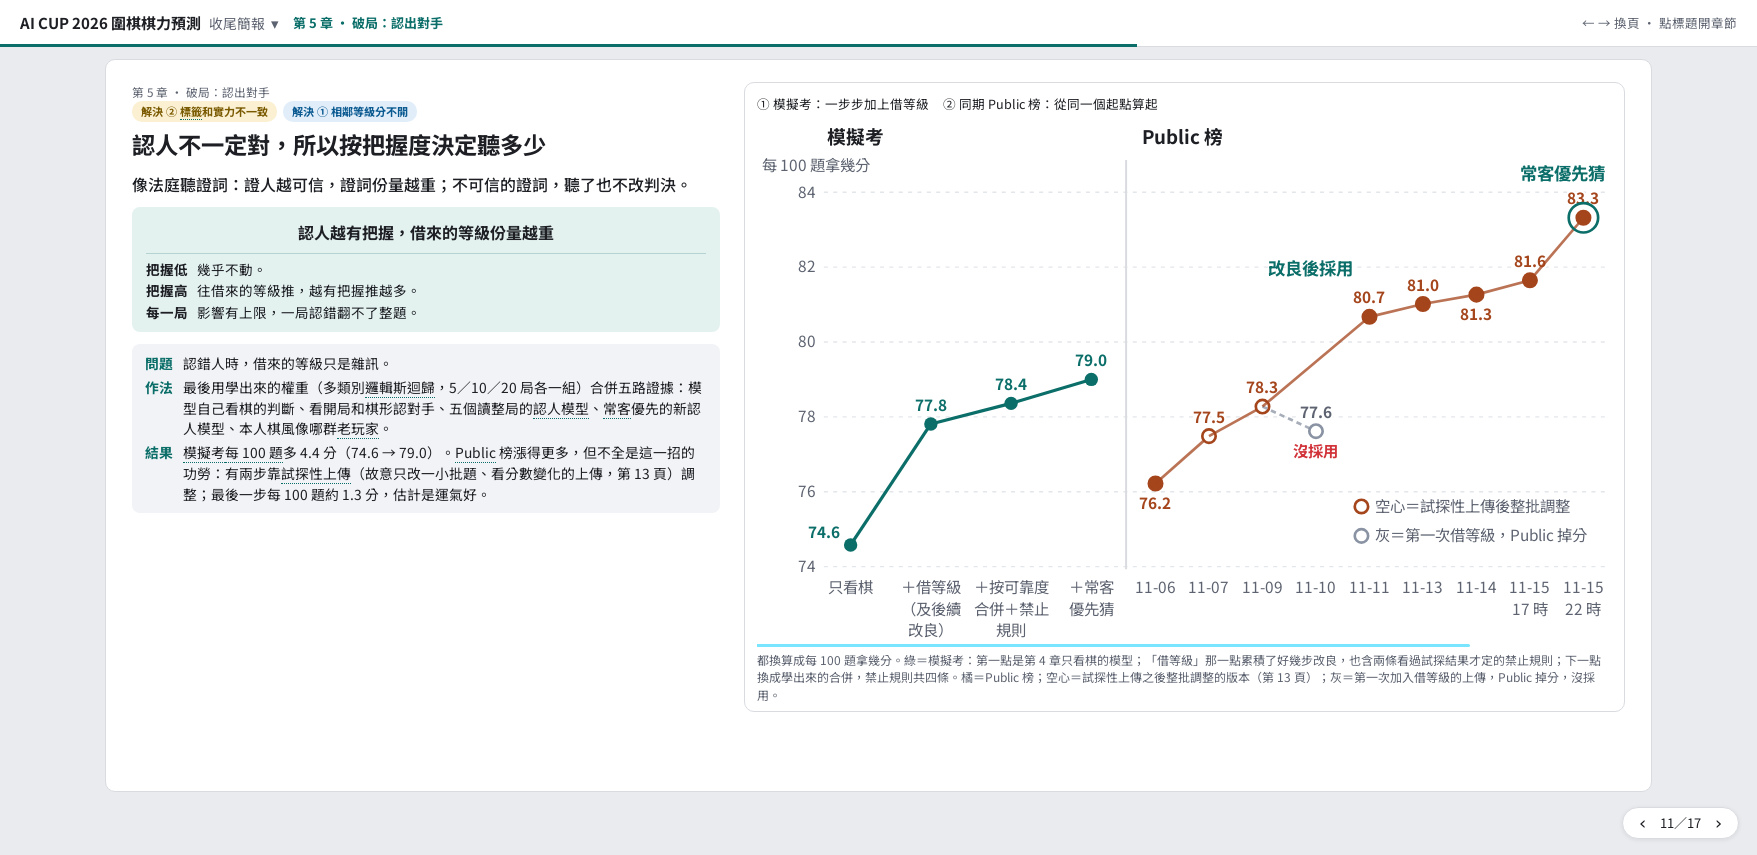 AI CUP 2026 圍棋棋力預測 收尾簡報 ▼ 第 5 章 · 破局：認出對手
← → 換頁 · 點標題開章節
第 5 章 · 破局：認出對手
解決 ② 標籤和實力不一致 解決 ① 相鄰等級分不開
認人不一定對，所以按把握度決定聽多少
像法庭聽證詞：證人越可信，證詞份量越重；不可信的證詞，聽了也不改判決。
認人越有把握，借來的等級份量越重
把握低 幾乎不動。
把握高 往借來的等級推，越有把握推越多。
每一局 影響有上限，一局認錯翻不了整題。
問題 認錯人時，借來的等級只是雜訊。
作法 最後用學出來的權重（多類別邏輯斯迴歸，5／10／20 局各一組）合併五路證據：模
型自己看棋的判斷、看開局和棋形認對手、五個讀整局的認人模型、常客優先的新認
人模型、本人棋風像哪群老玩家。
結果 模擬考每 100 題多 4.4 分（74.6 → 79.0）。Public 榜漲得更多，但不全是這一招的
功勞：有兩步靠試探性上傳（故意只改一小批題、看分數變化的上傳，第 13 頁）調
整；最後一步每 100 題約 1.3 分，估計是運氣好。
① 模擬考：一步步加上借等級 ② 同期 Public 榜：從同一個起點算起
模擬考
Public 榜
每 100 題拿幾分
84
82
80
78
76
74
74.6
77.8
78.4
79.0
76.2
77.5
78.3
77.6
沒採用
改良後採用
80.7
81.0
81.3
81.6
常客優先猜
83.3
空心＝試探性上傳後整批調整
灰＝第一次借等級，Public 掉分
只看棋
＋借等級
（及後續
改良）
＋按可靠度
合併＋禁止
規則
＋常客
優先猜
11-06
11-07
11-09
11-10
11-11
11-13
11-14
11-15
17 時
11-15
22 時
都換算成每 100 題拿幾分。綠＝模擬考：第一點是第 4 章只看棋的模型；「借等級」那一點累積了好幾步改良，也含兩條看過試探結果才定的禁止規則；下一點
換成學出來的合併，禁止規則共四條。橘＝Public 榜；空心＝試探性上傳之後整批調整的版本（第 13 頁）；灰＝第一次加入借等級的上傳，Public 掉分，沒採
用。
‹ 11／17 ›